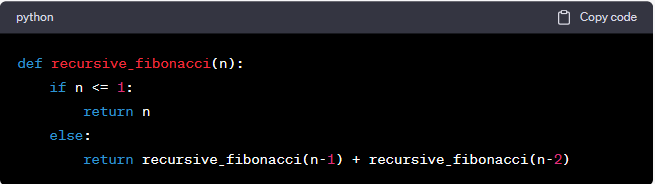 python Copy code
def recursive_fibonacci(n):
    if n <= 1:
        return n
    else:
        return recursive_fibonacci(n-1) + recursive_fibonacci(n-2)